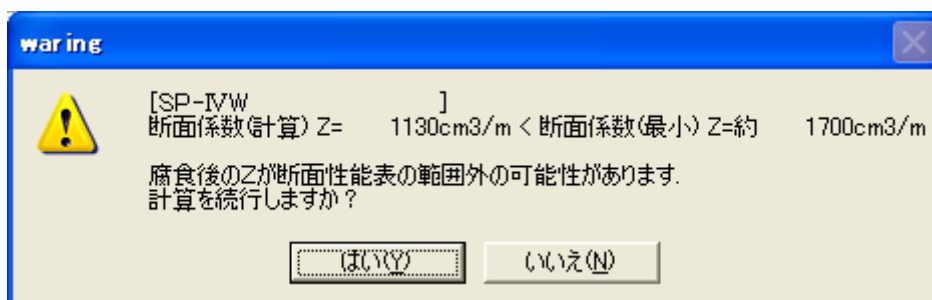 waring
[SP-IVW ]
断面係数(計算) Z= 1130cm3/m < 断面係数(最小) Z=約 1700cm3/m
腐食後のZが断面性能表の範囲外の可能性があります.
計算を続行しますか？
はい(Y)
いいえ(N)